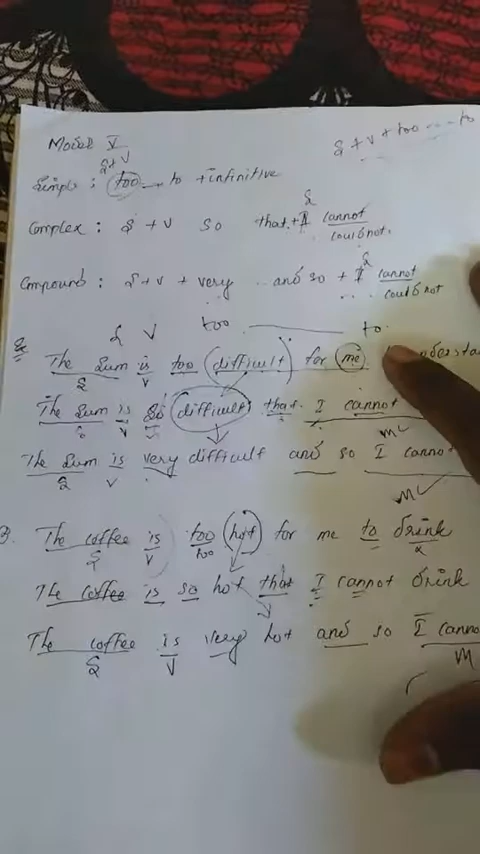 Model V
S + V + too ... to
S+V
Simple : too ... to + infinitive
S
Complex : S + V so that + I cannot
could not.
S
Compound : S + V + very ... and so + I cannot
... could not
S V too ________ to
The Sum is too (difficult) for me
S V
The Sum is so difficult that I cannot
S V
The Sum is very difficult and so I cannot
S V
3. The coffee is too (hot) for me to drink
S V too
The coffee is so hot that I cannot drink
The coffee is very hot and so I canno
S V M